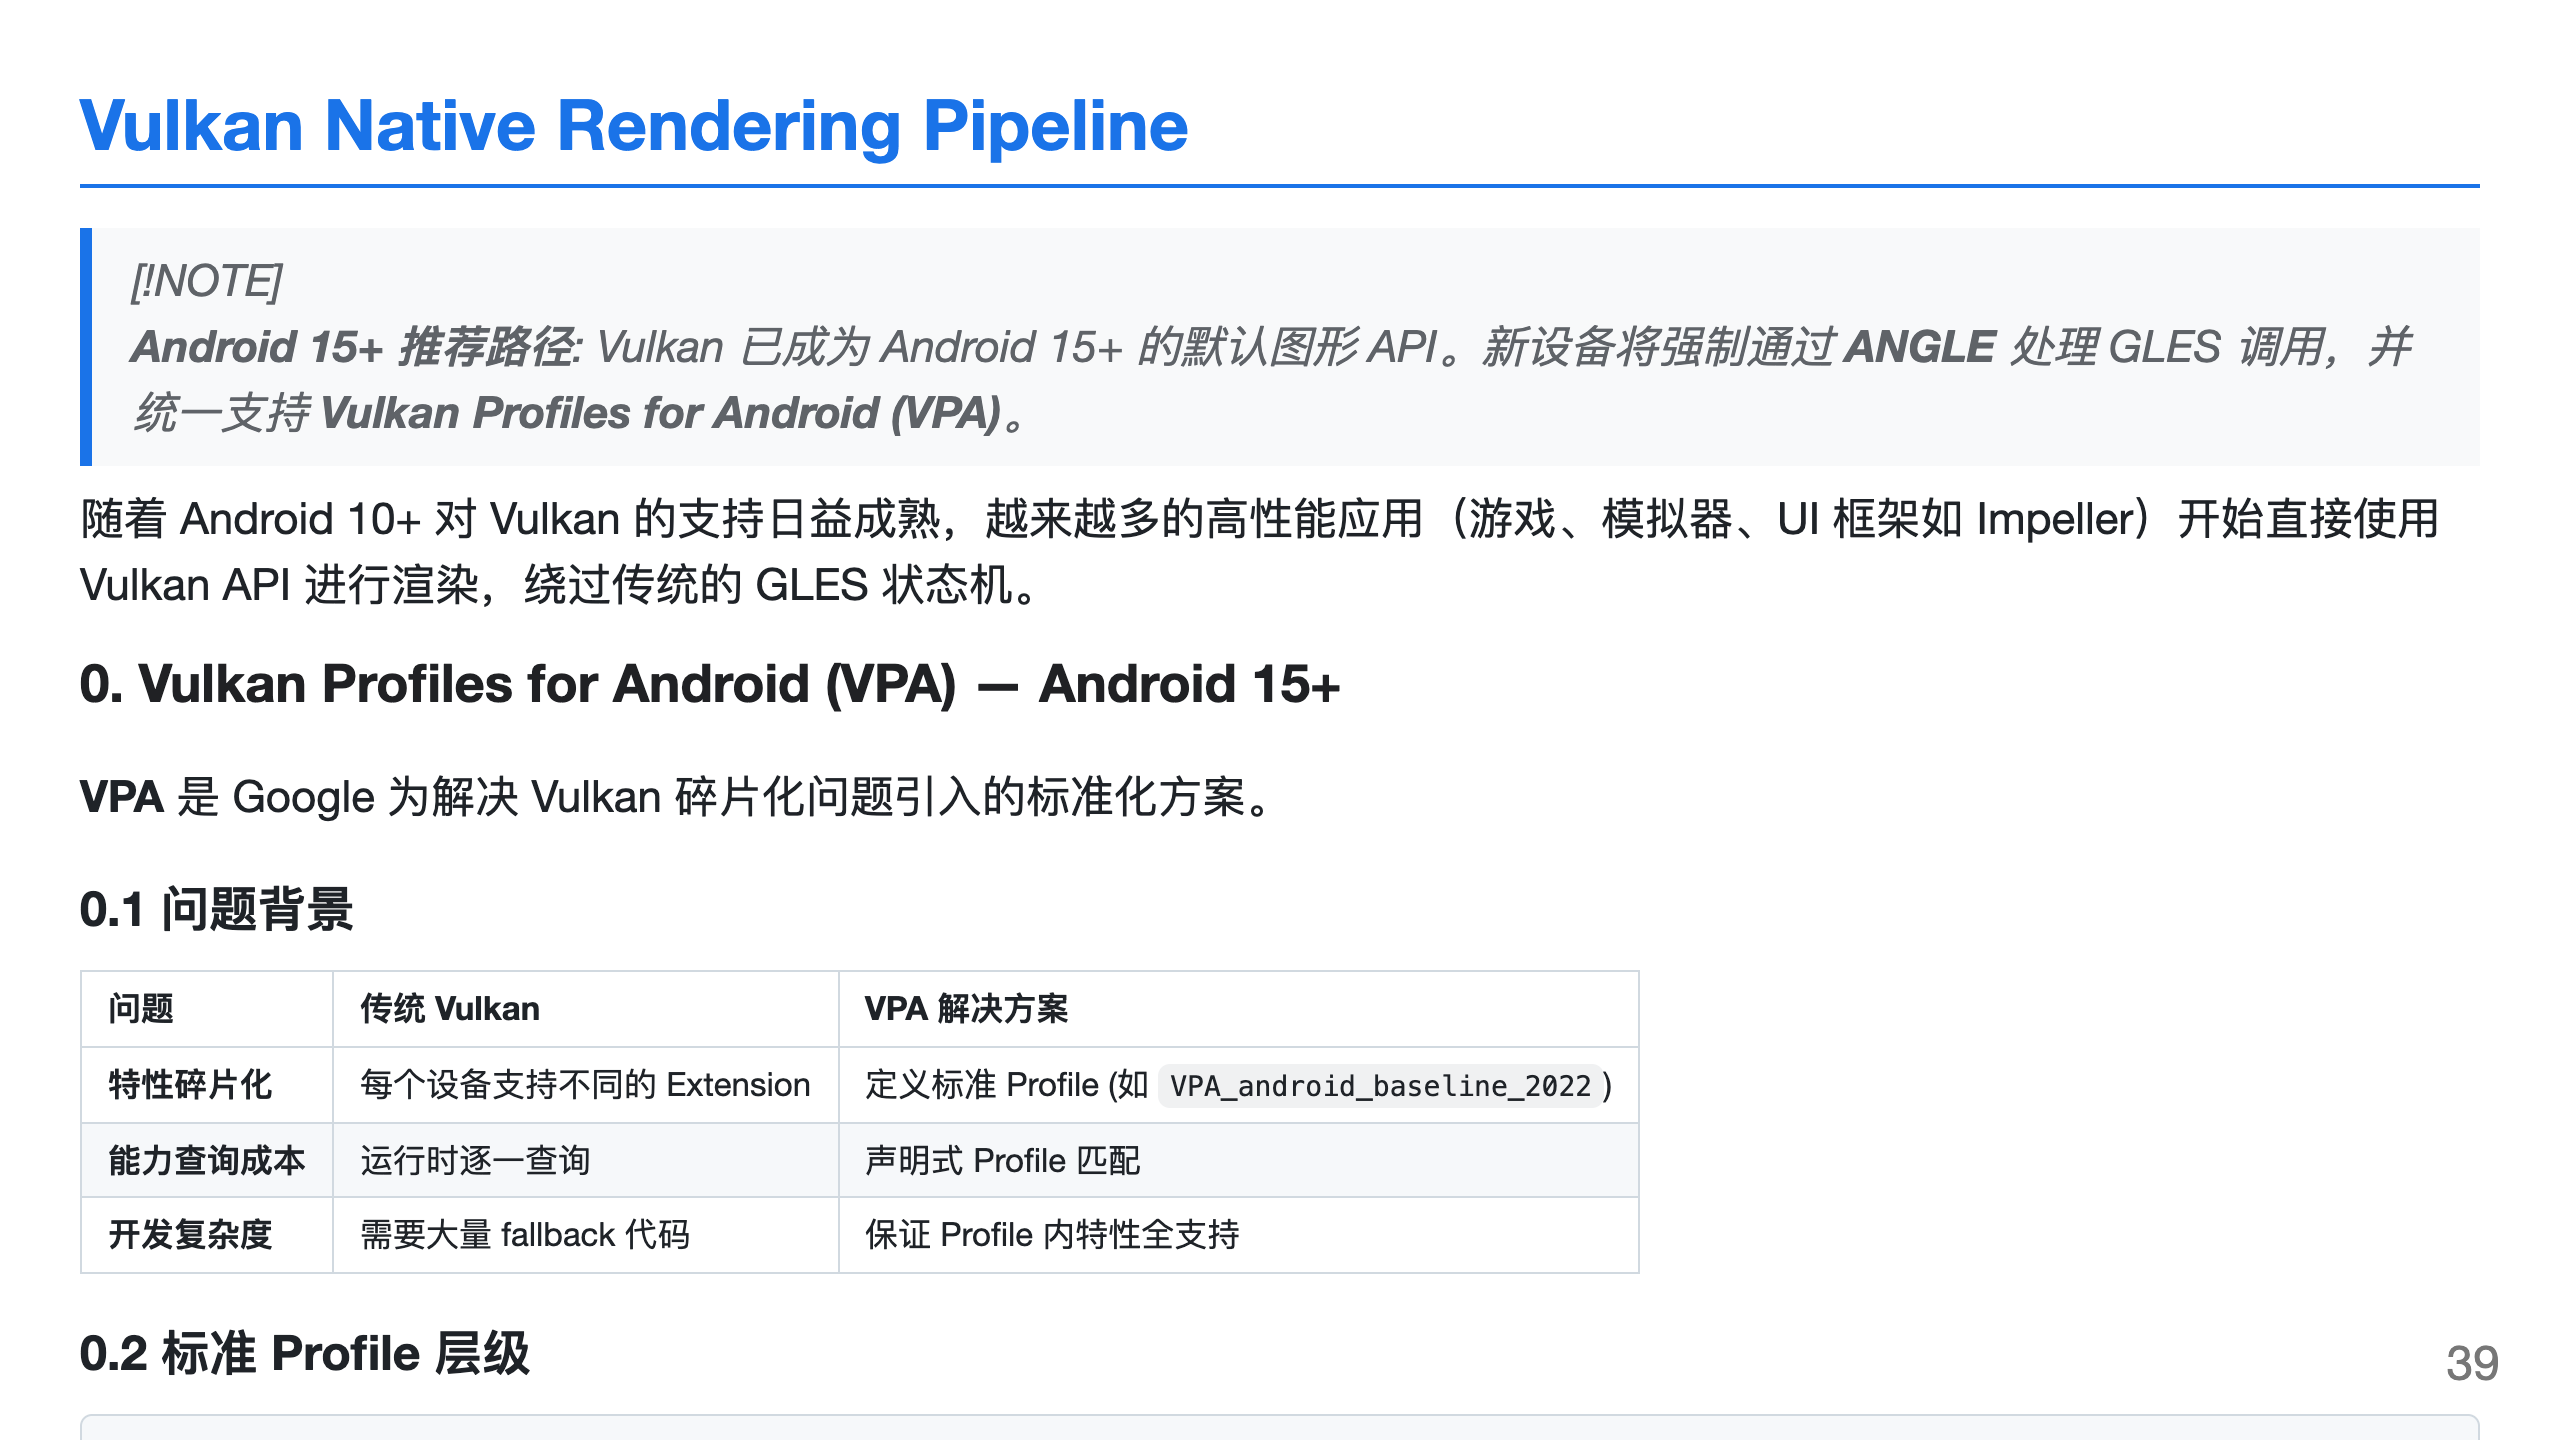 Vulkan Native Rendering Pipeline
[!NOTE]
Android 15+ 推荐路径: Vulkan 已成为 Android 15+ 的默认图形 API。新设备将强制通过 ANGLE 处理 GLES 调用，并
统一支持 Vulkan Profiles for Android (VPA)。
随着 Android 10+ 对 Vulkan 的支持日益成熟，越来越多的高性能应用（游戏、模拟器、UI 框架如 Impeller）开始直接使用
Vulkan API 进行渲染，绕过传统的 GLES 状态机。
0. Vulkan Profiles for Android (VPA) — Android 15+
VPA 是 Google 为解决 Vulkan 碎片化问题引入的标准化方案。
0.1 问题背景
问题 传统 Vulkan VPA 解决方案
特性碎片化 每个设备支持不同的 Extension 定义标准 Profile (如 VPA_android_baseline_2022)
能力查询成本 运行时逐一查询 声明式 Profile 匹配
开发复杂度 需要大量 fallback 代码 保证 Profile 内特性全支持
0.2 标准 Profile 层级
39